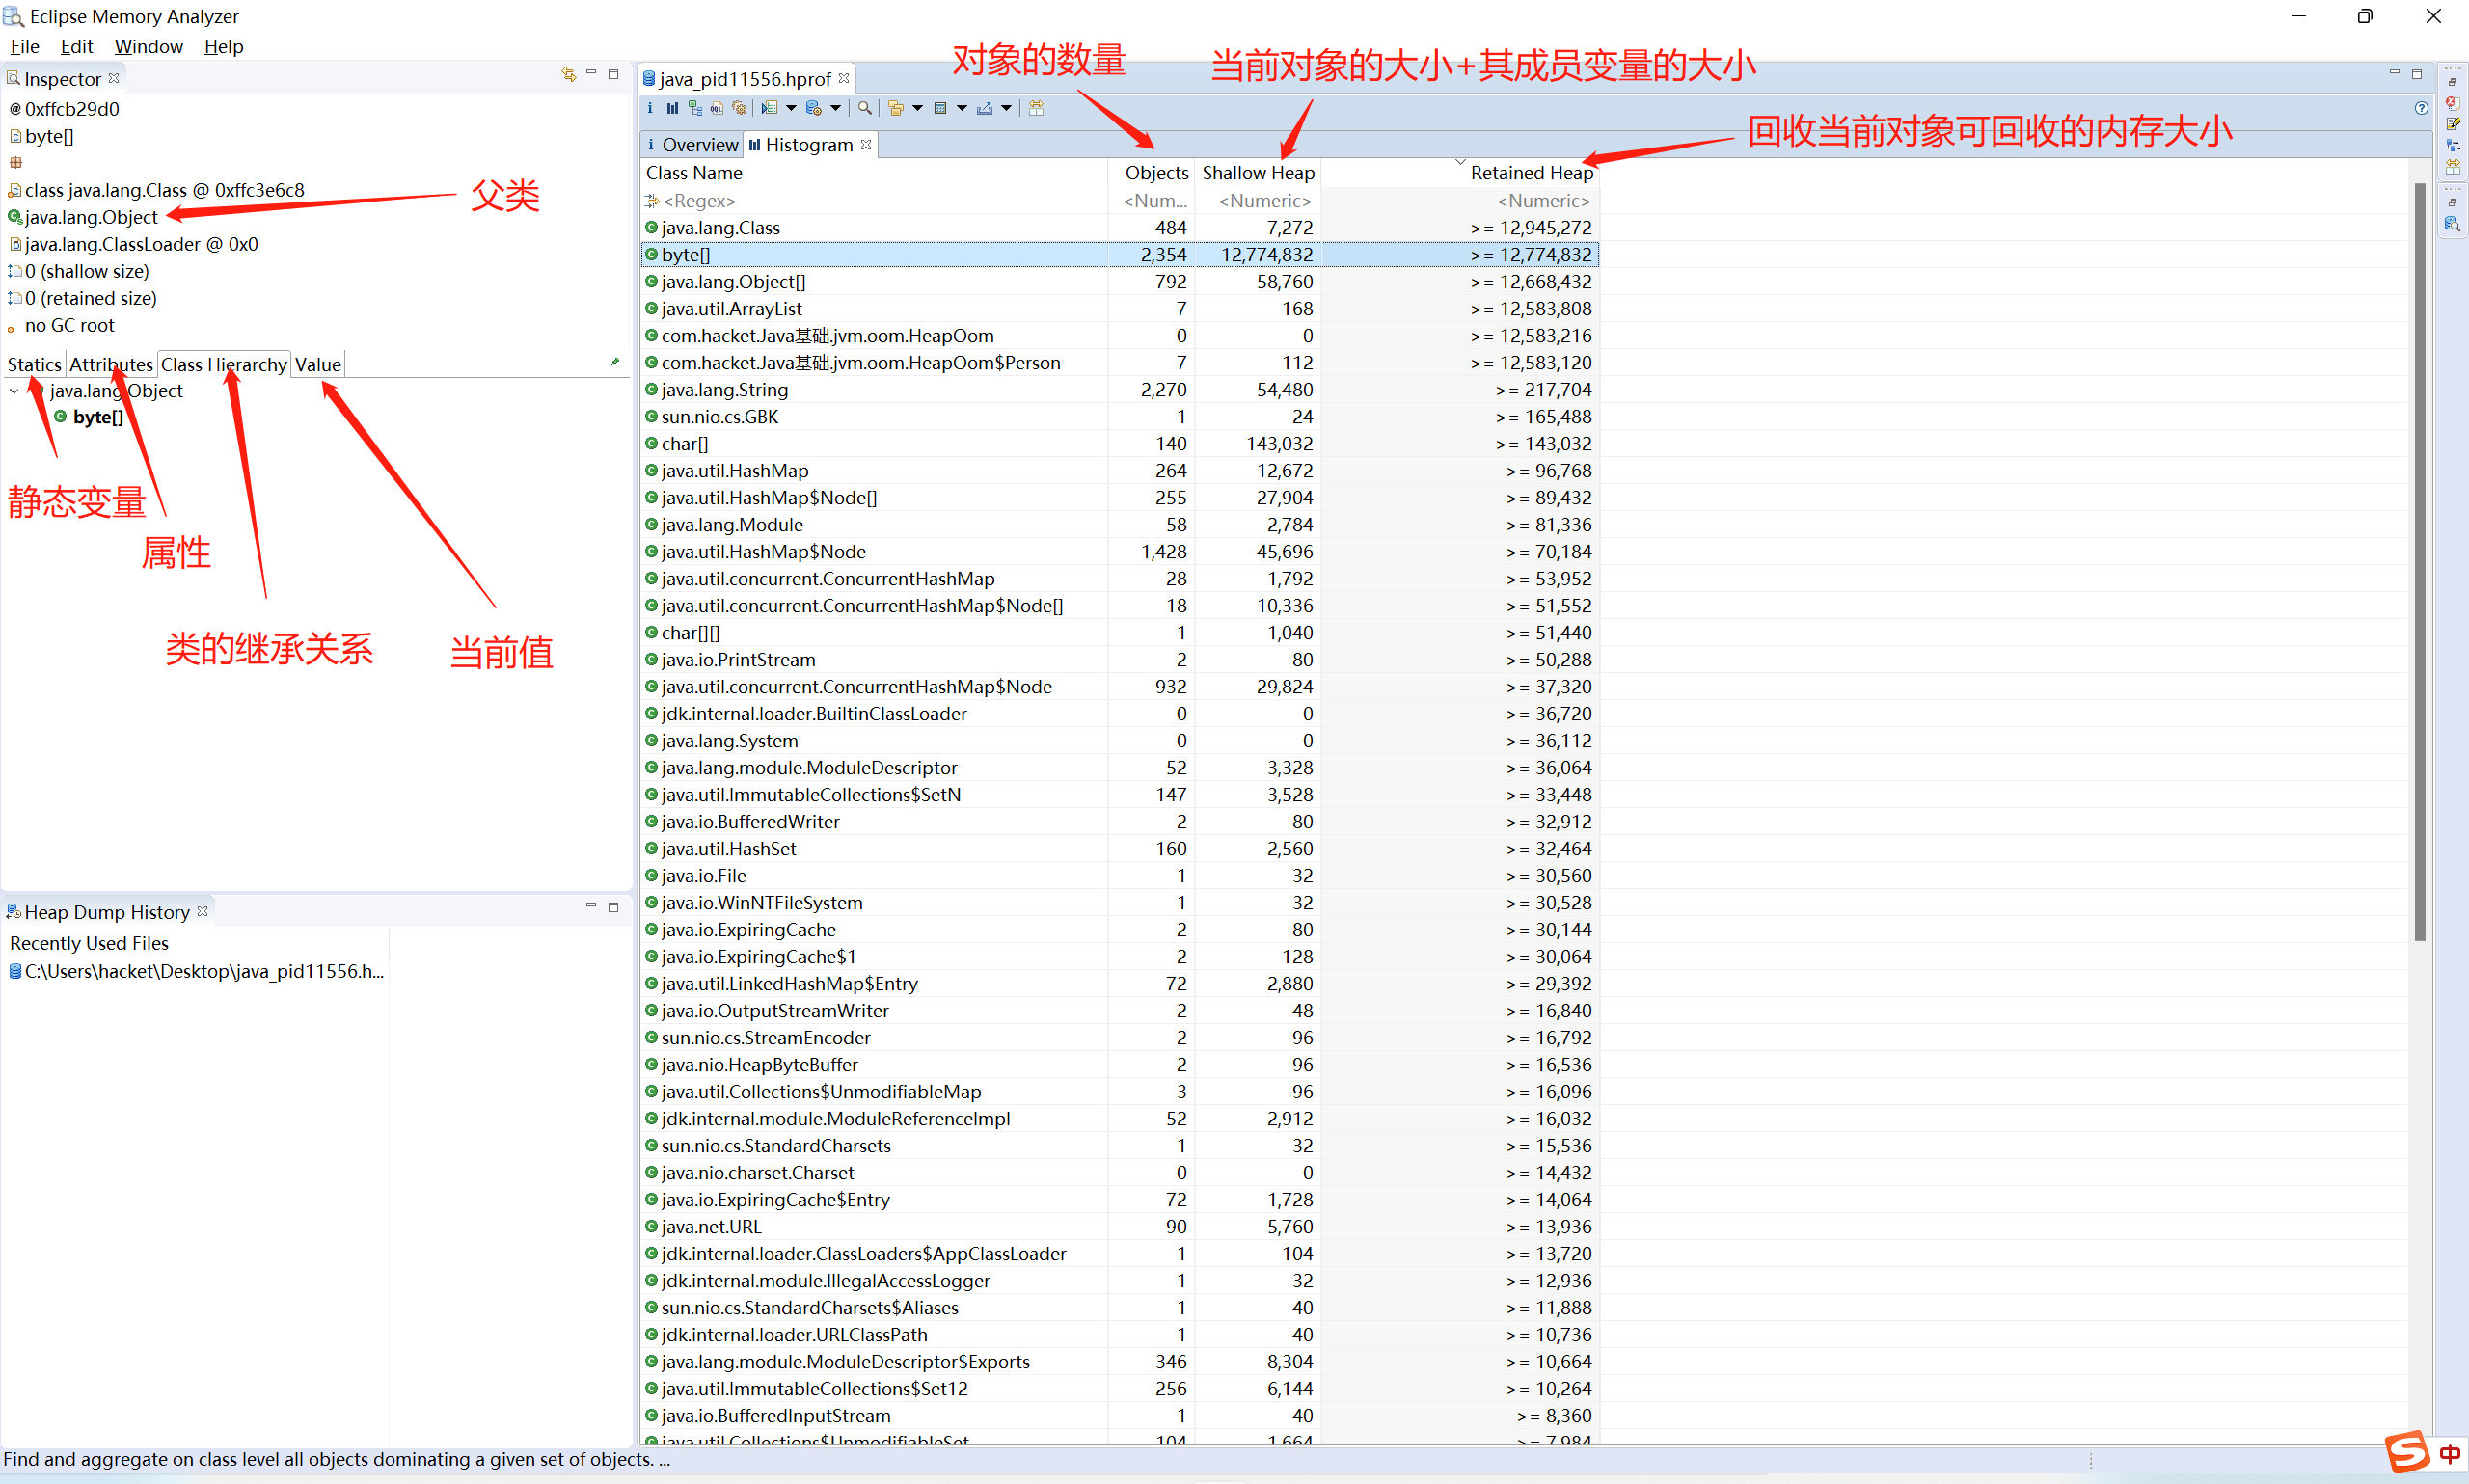 Eclipse Memory Analyzer
File Edit Window Help
Inspector
@ 0xffcb29d0
byte[]
class java.lang.Class @ 0xffc3e6c8
java.lang.Object
父类
java.lang.ClassLoader @ 0x0
0 (shallow size)
0 (retained size)
no GC root
Statics Attributes Class Hierarchy Value
java.lang.Object
byte[]
静态变量
属性
类的继承关系
当前值
Heap Dump History
Recently Used Files
C:\Users\hacket\Desktop\java_pid11556.h...
java_pid11556.hprof
对象的数量
当前对象的大小+其成员变量的大小
回收当前对象可回收的内存大小
Overview Histogram
Class Name Objects Shallow Heap Retained Heap
<Regex> <Num... <Numeric> <Numeric>
java.lang.Class 484 7,272 >= 12,945,272
byte[] 2,354 12,774,832 >= 12,774,832
java.lang.Object[] 792 58,760 >= 12,668,432
java.util.ArrayList 7 168 >= 12,583,808
com.hacket.Java基础.jvm.oom.HeapOom 0 0 >= 12,583,216
com.hacket.Java基础.jvm.oom.HeapOom$Person 7 112 >= 12,583,120
java.lang.String 2,270 54,480 >= 217,704
sun.nio.cs.GBK 1 24 >= 165,488
char[] 140 143,032 >= 143,032
java.util.HashMap 264 12,672 >= 96,768
java.util.HashMap$Node[] 255 27,904 >= 89,432
java.lang.Module 58 2,784 >= 81,336
java.util.HashMap$Node 1,428 45,696 >= 70,184
java.util.concurrent.ConcurrentHashMap 28 1,792 >= 53,952
java.util.concurrent.ConcurrentHashMap$Node[] 18 10,336 >= 51,552
char[][] 1 1,040 >= 51,440
java.io.PrintStream 2 80 >= 50,288
java.util.concurrent.ConcurrentHashMap$Node 932 29,824 >= 37,320
jdk.internal.loader.BuiltinClassLoader 0 0 >= 36,720
java.lang.System 0 0 >= 36,112
java.lang.module.ModuleDescriptor 52 3,328 >= 36,064
java.util.ImmutableCollections$SetN 147 3,528 >= 33,448
java.io.BufferedWriter 2 80 >= 32,912
java.util.HashSet 160 2,560 >= 32,464
java.io.File 1 32 >= 30,560
java.io.WinNTFileSystem 1 32 >= 30,528
java.io.ExpiringCache 2 80 >= 30,144
java.io.ExpiringCache$1 2 128 >= 30,064
java.util.LinkedHashMap$Entry 72 2,880 >= 29,392
java.io.OutputStreamWriter 2 48 >= 16,840
sun.nio.cs.StreamEncoder 2 96 >= 16,792
java.nio.HeapByteBuffer 2 96 >= 16,536
java.util.Collections$UnmodifiableMap 3 96 >= 16,096
jdk.internal.module.ModuleReferenceImpl 52 2,912 >= 16,032
sun.nio.cs.StandardCharsets 1 32 >= 15,536
java.nio.charset.Charset 0 0 >= 14,432
java.io.ExpiringCache$Entry 72 1,728 >= 14,064
java.net.URL 90 5,760 >= 13,936
jdk.internal.loader.ClassLoaders$AppClassLoader 1 104 >= 13,720
jdk.internal.module.IllegalAccessLogger 1 32 >= 12,936
sun.nio.cs.StandardCharsets$Aliases 1 40 >= 11,888
jdk.internal.loader.URLClassPath 1 40 >= 10,736
java.lang.module.ModuleDescriptor$Exports 346 8,304 >= 10,664
java.util.ImmutableCollections$Set12 256 6,144 >= 10,264
java.io.BufferedInputStream 1 40 >= 8,360
java.util.Collections$UnmodifiableSet 104 1,664 >= 7,984
Find and aggregate on class level all objects dominating a given set of objects. ...
中